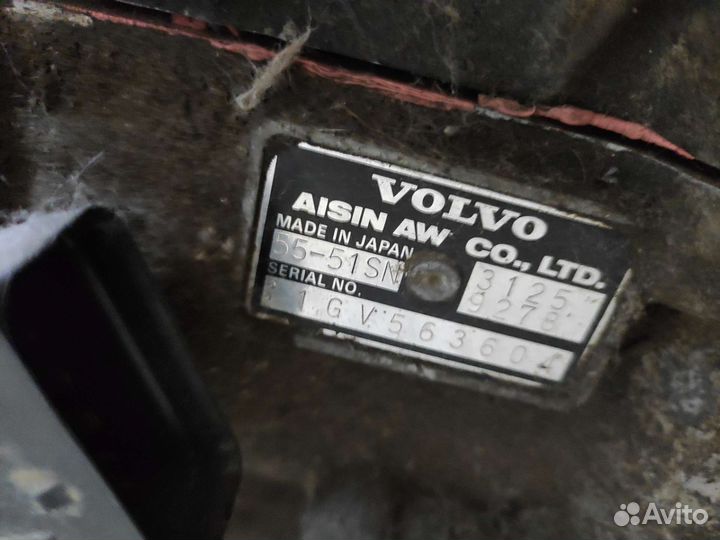 VOLVO
AISIN AW CO., LTD.
MADE IN JAPAN
55-51SN 3125
9278
SERIAL NO.
1GV563604
Avito